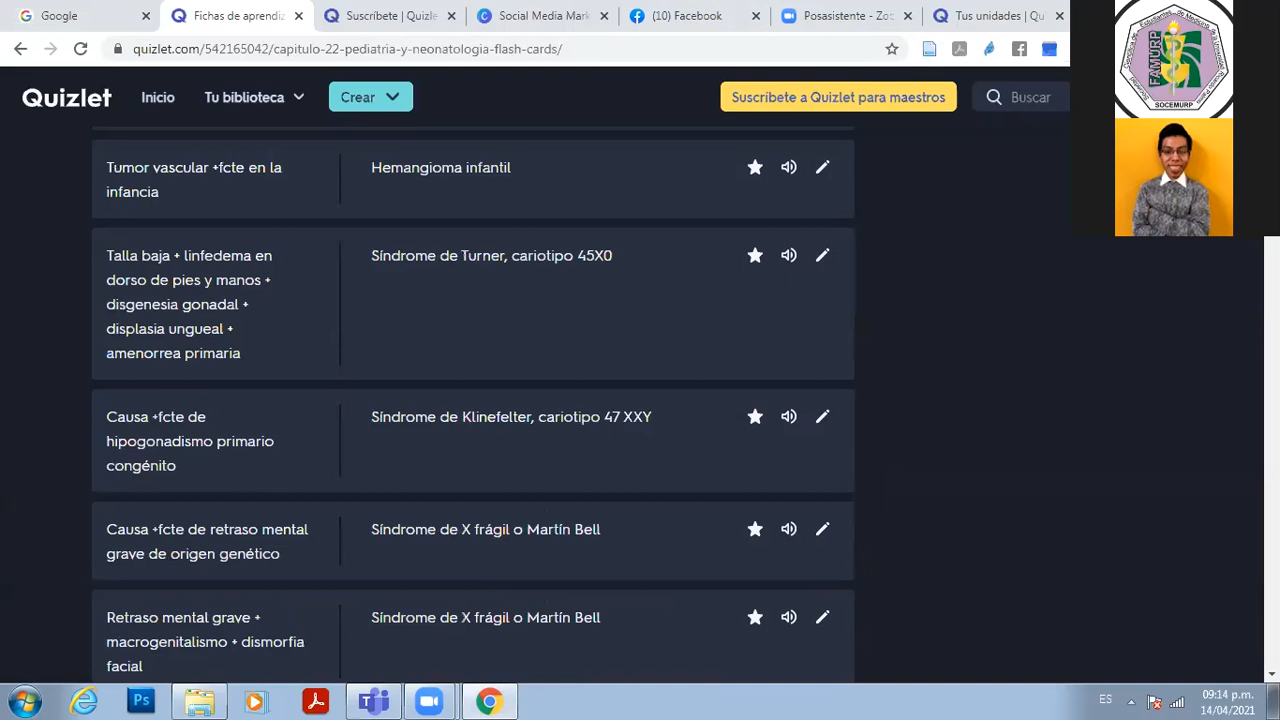 Google
Fichas de aprendiz
Suscríbete | Quizle
Social Media Mark
(10) Facebook
Posasistente - Zoc
Tus unidades | Qu
quizlet.com/542165042/capitulo-22-pediatria-y-neonatologia-flash-cards/
Quizlet
Inicio
Tu biblioteca
Crear
Suscríbete a Quizlet para maestros
Buscar
FAMURP
SOCEMURP
Tumor vascular +fcte en la
infancia
Hemangioma infantil
Talla baja + linfedema en
dorso de pies y manos +
disgenesia gonadal +
displasia ungueal +
amenorrea primaria
Síndrome de Turner, cariotipo 45X0
Causa +fcte de
hipogonadismo primario
congénito
Síndrome de Klinefelter, cariotipo 47 XXY
Causa +fcte de retraso mental
grave de origen genético
Síndrome de X frágil o Martín Bell
Retraso mental grave +
macrogenitalismo + dismorfia
facial
Síndrome de X frágil o Martín Bell
Ps
ES
09:14 p.m.
14/04/2021